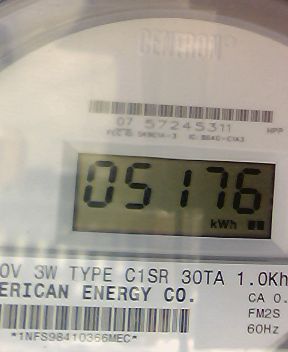 07 57245311
HPP
05176
kWh
0V 3W TYPE C1SR 30TA 1.0Kh
ERICAN ENERGY CO.
CA 0.
FM2S
60Hz
*1NFS98410366MEC*